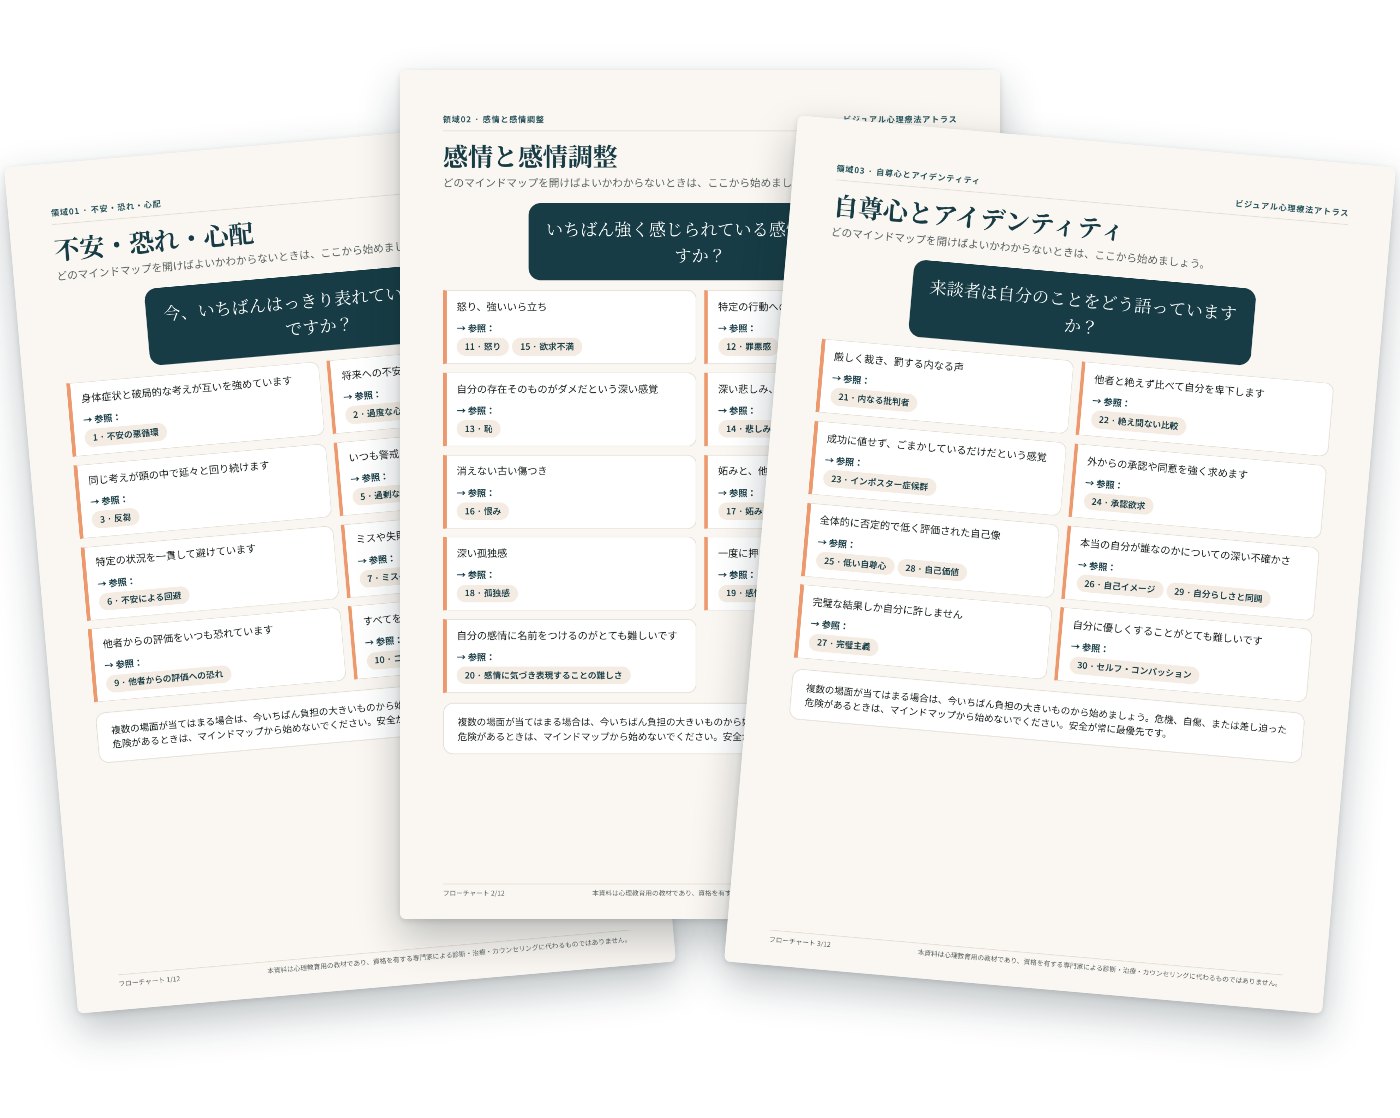 領域01 · 不安・恐れ・心配
不安・恐れ・心配
どのマインドマップを開けばよいかわからないときは、ここから始めまし
今、いちばんはっきり表れてい
ですか？
身体症状と破局的な考えが互いを強めています
→ 参照：
1 · 不安の悪循環
将来への不安
→ 参照：
2 · 過度な心
同じ考えが頭の中で延々と回り続けます
→ 参照：
3 · 反芻
いつも警戒
→ 参照：
5 · 過剰な
特定の状況を一貫して避けています
→ 参照：
6 · 不安による回避
ミスや失敗
→ 参照：
7 · ミス
他者からの評価をいつも恐れています
→ 参照：
9 · 他者からの評価への恐れ
すべてを
→ 参照：
10 · コ
複数の場面が当てはまる場合は、今いちばん負担の大きいものから始
危険があるときは、マインドマップから始めないでください。安全が
フローチャート 1/12
本資料は心理教育用の教材であり、資格を有する専門家による診断・治療・カウンセリングに代わるものではありません。
領域02 · 感情と感情調整
ビジュアル心理療法アトラス
感情と感情調整
どのマインドマップを開けばよいかわからないときは、ここから始めまし
いちばん強く感じられている感
すか？
怒り、強いいら立ち
→ 参照：
11 · 怒り
15 · 欲求不満
特定の行動への
→ 参照：
12 · 罪悪感
自分の存在そのものがダメだという深い感覚
→ 参照：
13 · 恥
深い悲しみ、
→ 参照：
14 · 悲しみ
消えない古い傷つき
→ 参照：
16 · 恨み
妬みと、他
→ 参照：
17 · 妬み
深い孤独感
→ 参照：
18 · 孤独感
一度に押
→ 参照：
19 · 感情
自分の感情に名前をつけるのがとても難しいです
→ 参照：
20 · 感情に気づき表現することの難しさ
複数の場面が当てはまる場合は、今いちばん負担の大きいものから
危険があるときは、マインドマップから始めないでください。安全
フローチャート 2/12
本資料は心理教育用の教材であり、資格を有す
領域03 · 自尊心とアイデンティティ
ビジュアル心理療法アトラス
自尊心とアイデンティティ
どのマインドマップを開けばよいかわからないときは、ここから始めましょう。
来談者は自分のことをどう語っています
か？
厳しく裁き、罰する内なる声
→ 参照：
21 · 内なる批判者
他者と絶えず比べて自分を卑下します
→ 参照：
22 · 絶え間ない比較
成功に値せず、ごまかしているだけだという感覚
→ 参照：
23 · インポスター症候群
外からの承認や同意を強く求めます
→ 参照：
24 · 承認欲求
全体的に否定的で低く評価された自己像
→ 参照：
25 · 低い自尊心
28 · 自己価値
本当の自分が誰なのかについての深い不確かさ
→ 参照：
26 · 自己イメージ
29 · 自分らしさと同調
完璧な結果しか自分に許しません
→ 参照：
27 · 完璧主義
自分に優しくすることがとても難しいです
→ 参照：
30 · セルフ・コンパッション
複数の場面が当てはまる場合は、今いちばん負担の大きいものから始めましょう。危機、自傷、または差し迫った
危険があるときは、マインドマップから始めないでください。安全が常に最優先です。
フローチャート 3/12
本資料は心理教育用の教材であり、資格を有する専門家による診断・治療・カウンセリングに代わるものではありません。